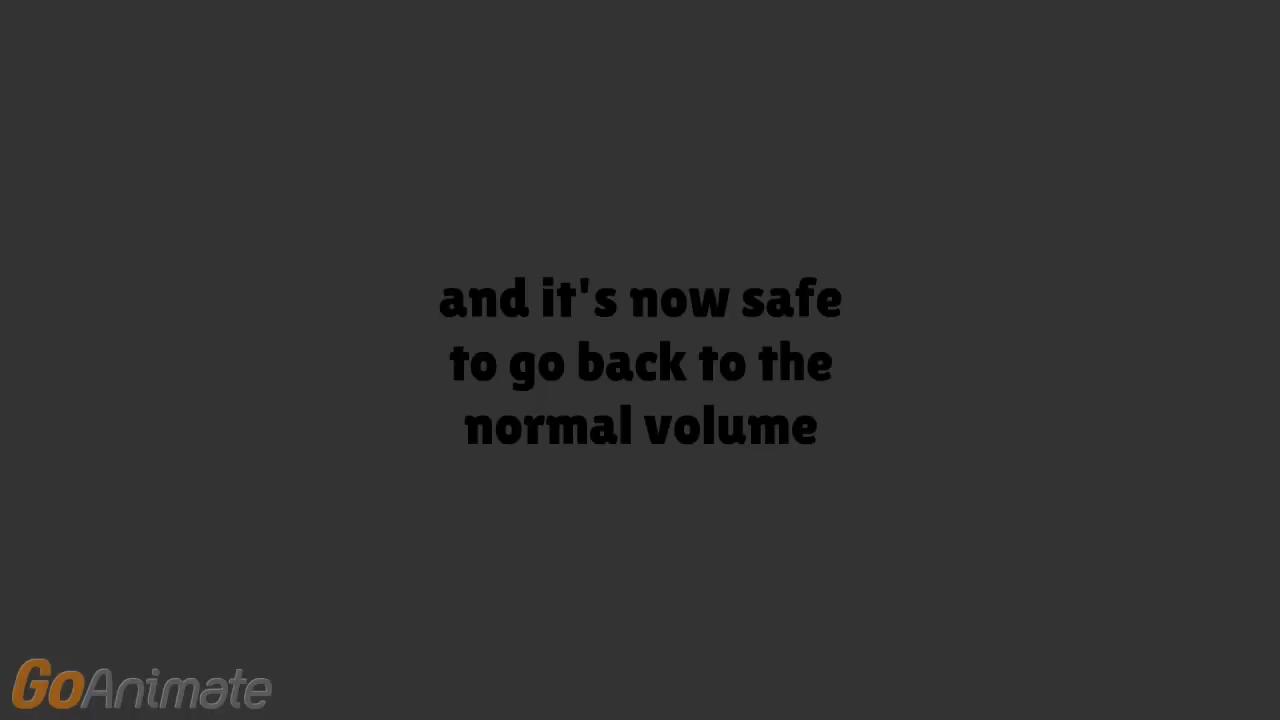 and it's now safe
to go back to the
normal volume
GoAnimate